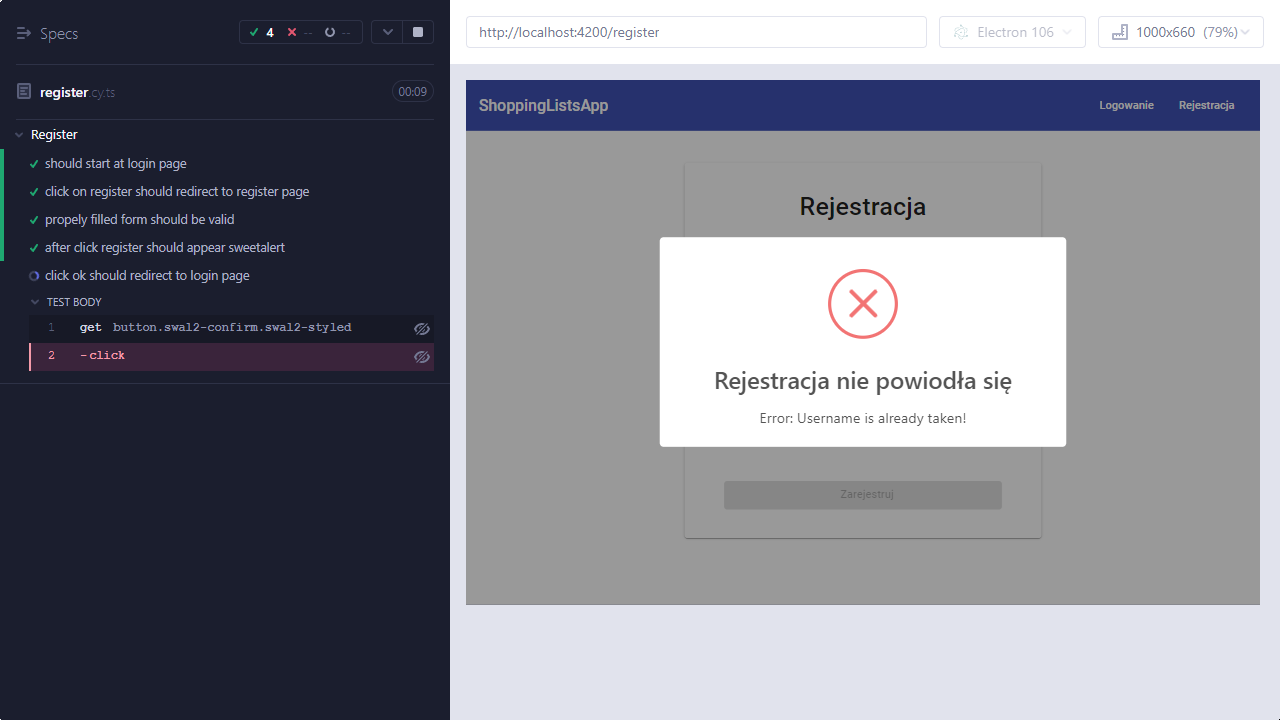 Specs
4 -- --
register.cy.ts
00:09
Register
should start at login page
click on register should redirect to register page
propely filled form should be valid
after click register should appear sweetalert
click ok should redirect to login page
TEST BODY
1 get button.swal2-confirm.swal2-styled
2 -click
http://localhost:4200/register
Electron 106
1000x660 (79%)
ShoppingListsApp
Logowanie
Rejestracja
Rejestracja
Rejestracja nie powiodła się
Error: Username is already taken!
Zarejestruj